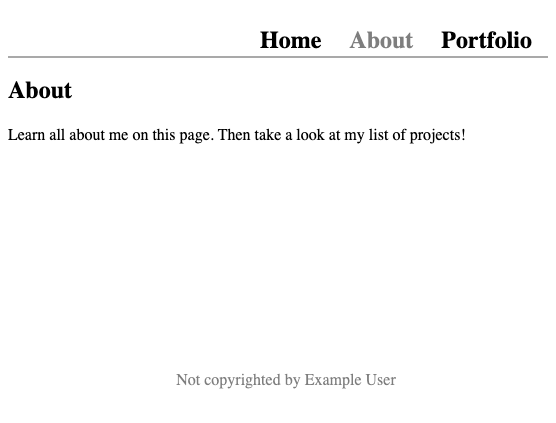 Home About Portfolio
About
Learn all about me on this page. Then take a look at my list of projects!
Not copyrighted by Example User